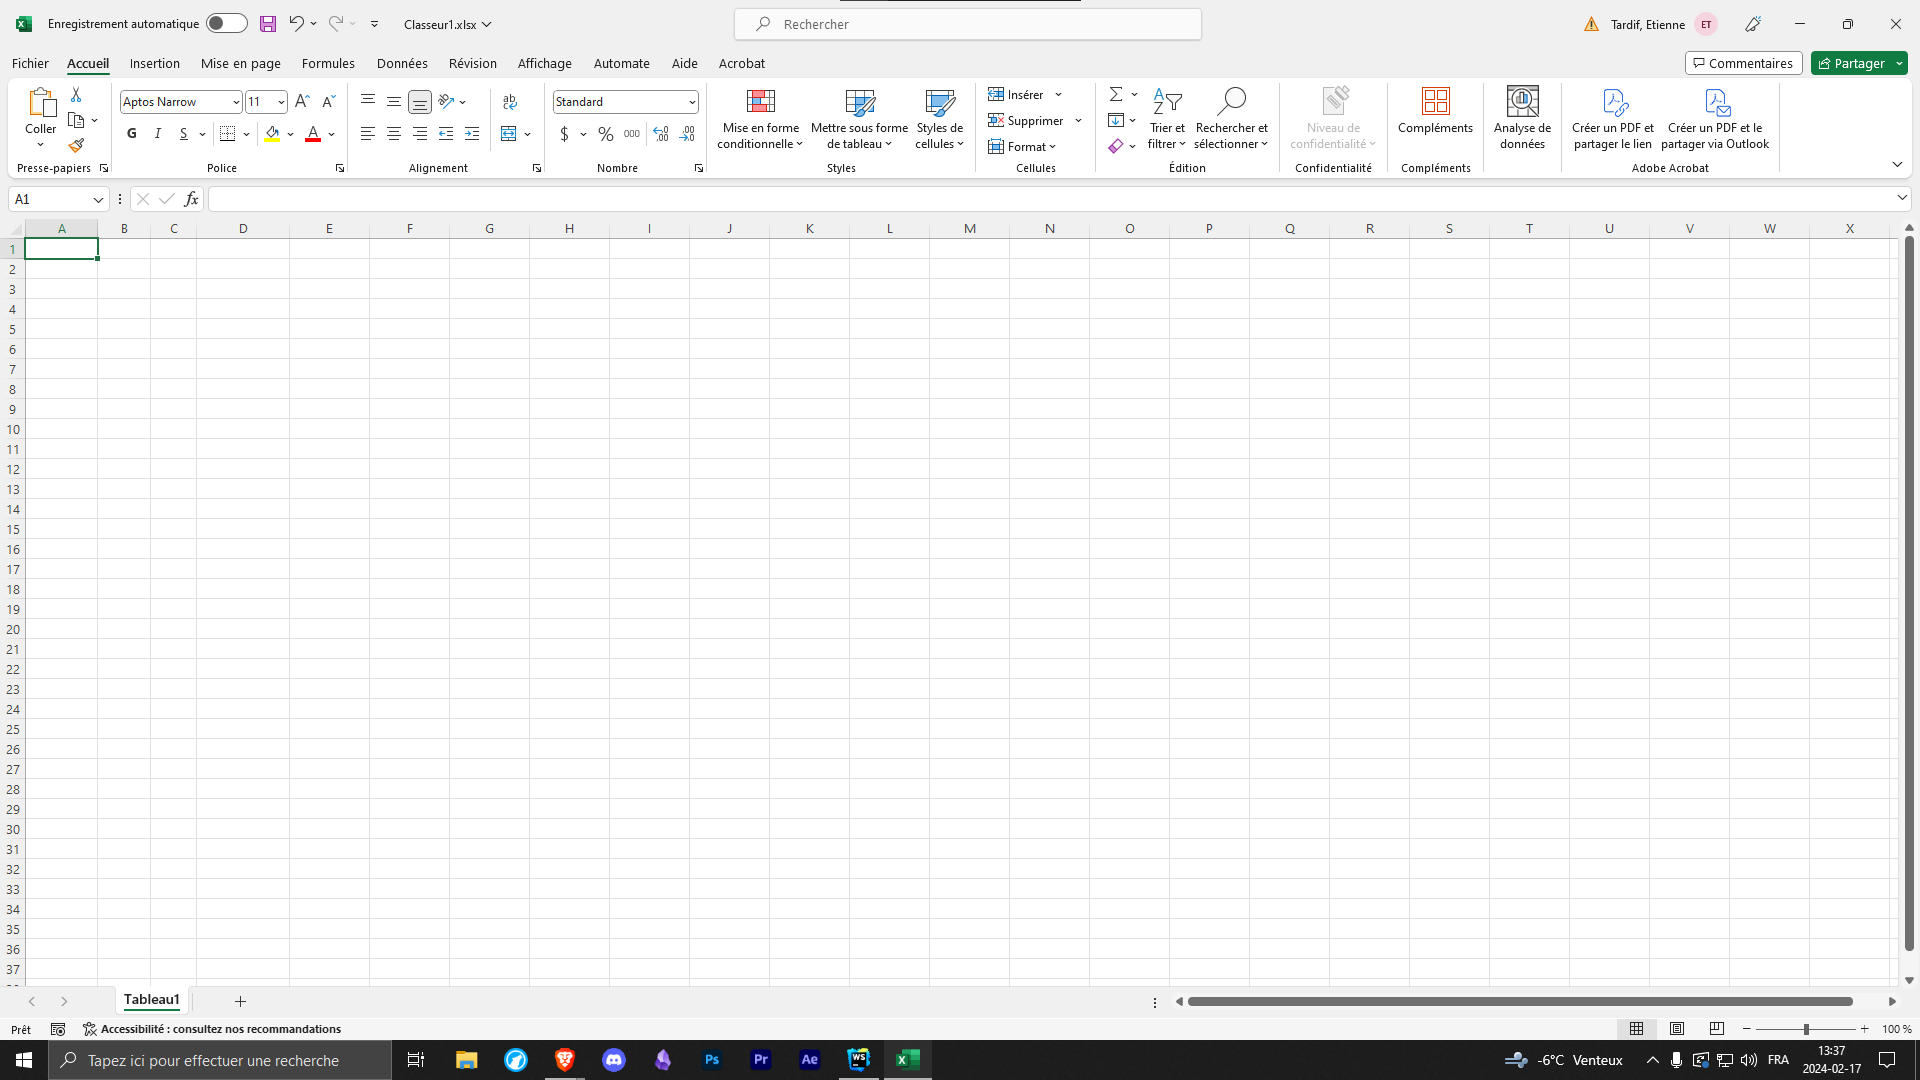 Enregistrement automatique
Classeur1.xlsx
Rechercher
Tardif, Etienne
ET
Fichier
Accueil
Insertion
Mise en page
Formules
Données
Révision
Affichage
Automate
Aide
Acrobat
Commentaires
Partager
Coller
Presse-papiers
Aptos Narrow
11
G I S
Police
ab
Alignement
Standard
$ % 000
Nombre
Mise en forme
conditionnelle
Mettre sous forme
de tableau
Styles de
cellules
Styles
Insérer
Supprimer
Format
Cellules
Trier et
filtrer
Rechercher et
sélectionner
Édition
Niveau de
confidentialité
Confidentialité
Compléments
Compléments
Analyse de
données
Créer un PDF et
partager le lien
Créer un PDF et le
partager via Outlook
Adobe Acrobat
A1
fx
A B C D E F G H I J K L M N O P Q R S T U V W X
1
2
3
4
5
6
7
8
9
10
11
12
13
14
15
16
17
18
19
20
21
22
23
24
25
26
27
28
29
30
31
32
33
34
35
36
37
Tableau1
Prêt
Accessibilité : consultez nos recommandations
100 %
Tapez ici pour effectuer une recherche
Ps
Pr
Ae
WS
-6°C Venteux
FRA
13:37
2024-02-17